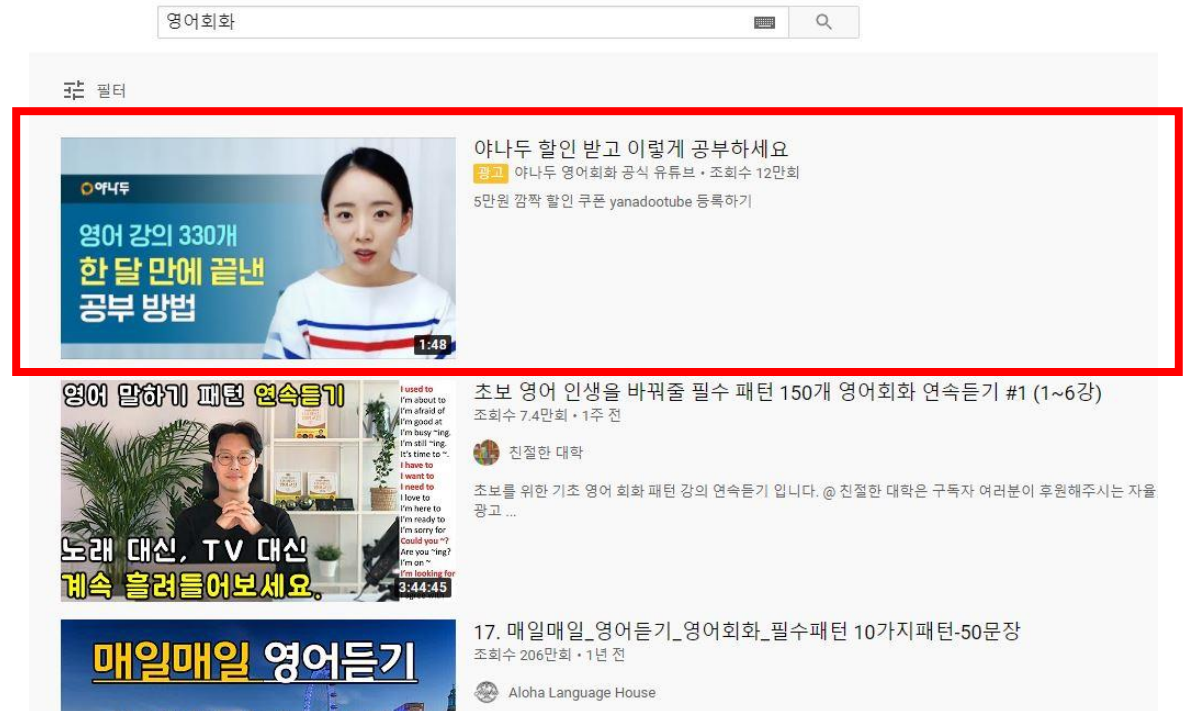 영어회화
필터
야나두
영어 강의 330개
한 달 만에 끝낸
공부 방법
1:48
야나두 할인 받고 이렇게 공부하세요
광고 야나두 영어회화 공식 유튜브 • 조회수 12만회
5만원 깜짝 할인 쿠폰 yanadootube 등록하기
영어 말하기 패턴 연속듣기
I used to
I'm about to
I'm afraid of
I'm good at
I'm busy ~ing.
I'm still ~ing.
It's time to ~.
I have to
I want to
I need to
I love to
I'm here to
I'm ready to
I'm sorry for
Could you ~?
Are you ~ing?
I'm on ~
I'm looking for
노래 대신, TV 대신
계속 흘려들어보세요.
3:44:45
초보 영어 인생을 바꿔줄 필수 패턴 150개 영어회화 연속듣기 #1 (1~6강)
조회수 7.4만회 • 1주 전
친절한 대학
초보를 위한 기초 영어 회화 패턴 강의 연속듣기 입니다. @ 친절한 대학은 구독자 여러분이 후원해주시는 자율
광고 ...
매일매일 영어듣기
17. 매일매일_영어듣기_영어회화_필수패턴 10가지패턴-50문장
조회수 206만회 • 1년 전
Aloha Language House